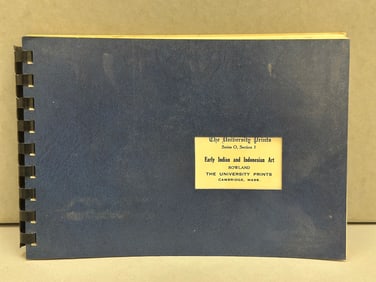 The University Prints
Series O, Section I
Early Indian and Indonesian Art
ROWLAND
THE UNIVERSITY PRINTS
CAMBRIDGE, MASS.